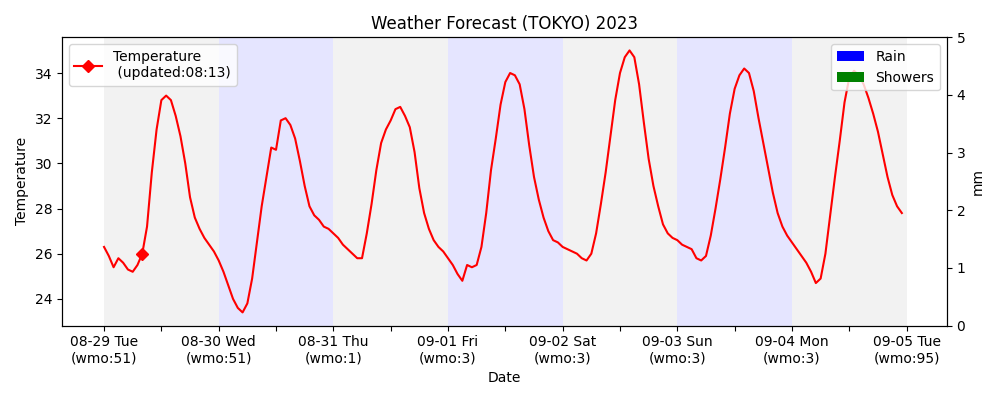 Weather Forecast (TOKYO) 2023
Temperature
(updated:08:13)
Rain
Showers
34
32
30
28
26
24
Temperature
5
4
3
2
1
0
mm
08-29 Tue
(wmo:51)
08-30 Wed
(wmo:51)
08-31 Thu
(wmo:1)
09-01 Fri
(wmo:3)
09-02 Sat
(wmo:3)
09-03 Sun
(wmo:3)
09-04 Mon
(wmo:3)
09-05 Tue
(wmo:95)
Date